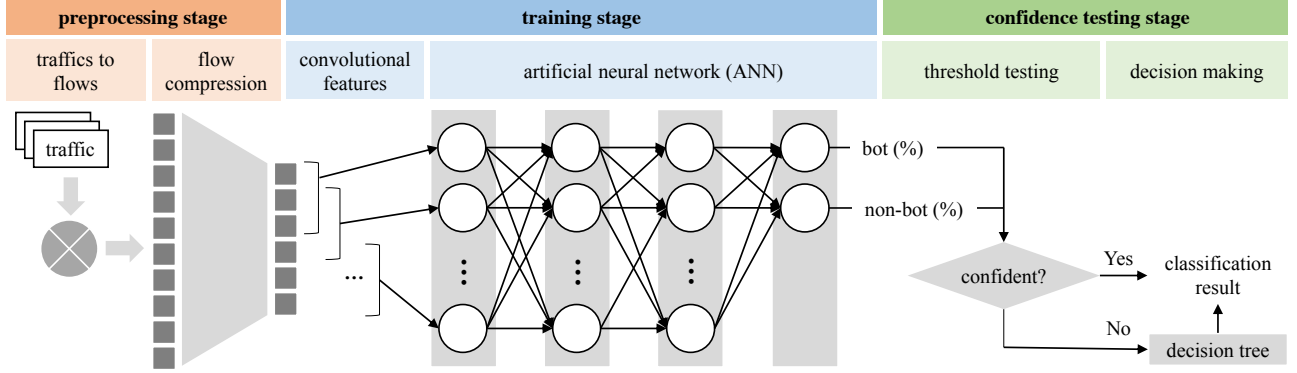 preprocessing stage
training stage
confidence testing stage
traffics to
flows
flow
compression
convolutional
features
artificial neural network (ANN)
threshold testing
decision making
traffic
...
bot (%)
non-bot (%)
confident?
Yes
No
classification
result
decision tree